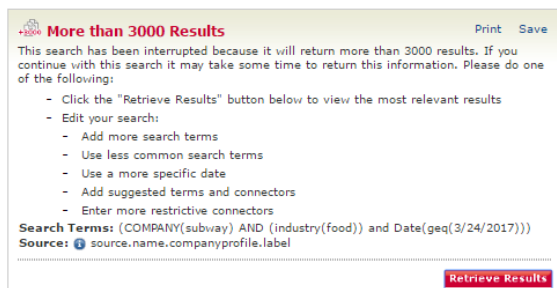 +3000 More than 3000 Results Print Save
This search has been interrupted because it will return more than 3000 results. If you
continue with this search it may take some time to return this information. Please do one
of the following:
- Click the "Retrieve Results" button below to view the most relevant results
- Edit your search:
- Add more search terms
- Use less common search terms
- Use a more specific date
- Add suggested terms and connectors
- Enter more restrictive connectors
Search Terms: (COMPANY(subway) AND (industry(food)) and Date(geq(3/24/2017)))
Source: i source.name.companyprofile.label
Retrieve Results